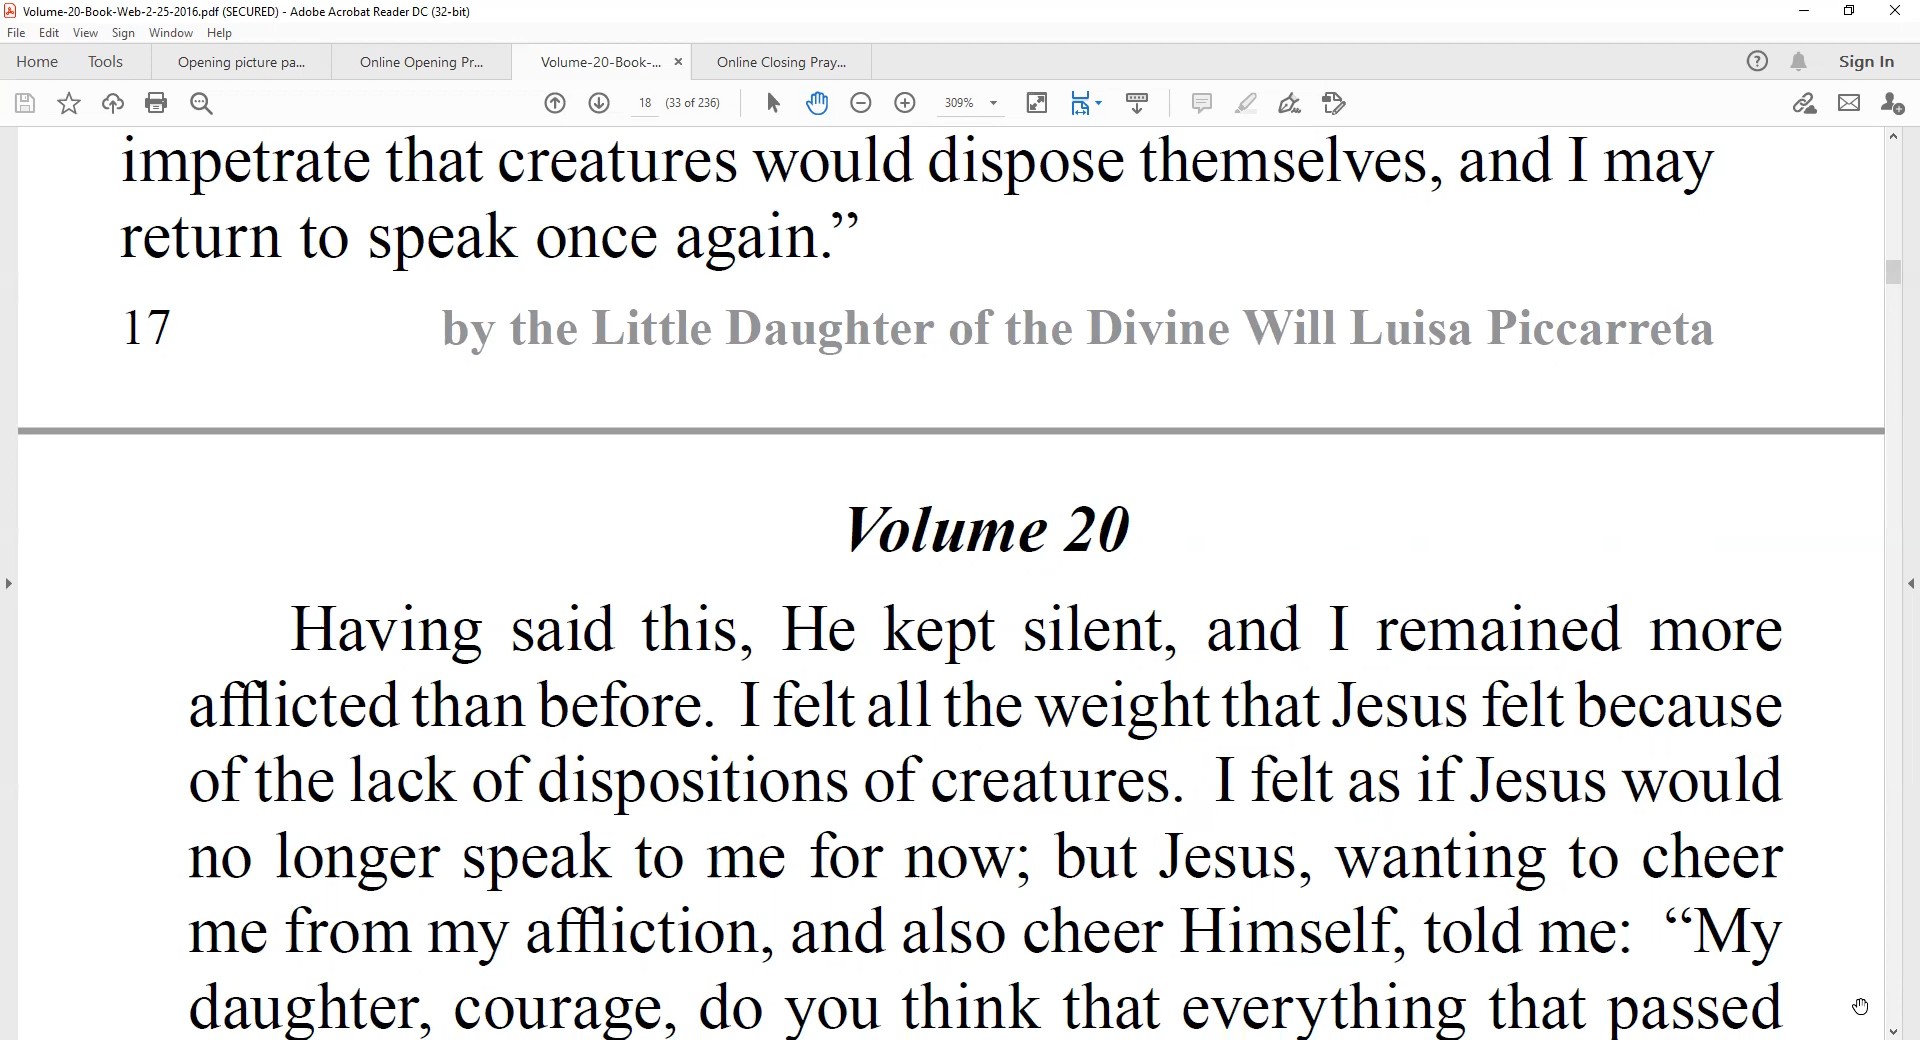 Volume-20-Book-Web-2-25-2016.pdf (SECURED) - Adobe Acrobat Reader DC (32-bit)
File Edit View Sign Window Help
Home Tools Opening picture pa... Online Opening Pr... Volume-20-Book-... × Online Closing Pray... Sign In
18 (33 of 236) 309%
impetrate that creatures would dispose themselves, and I may
return to speak once again.”
17 by the Little Daughter of the Divine Will Luisa Piccarreta
Volume 20
Having said this, He kept silent, and I remained more
afflicted than before. I felt all the weight that Jesus felt because
of the lack of dispositions of creatures. I felt as if Jesus would
no longer speak to me for now; but Jesus, wanting to cheer
me from my affliction, and also cheer Himself, told me: “My
daughter, courage, do you think that everything that passed